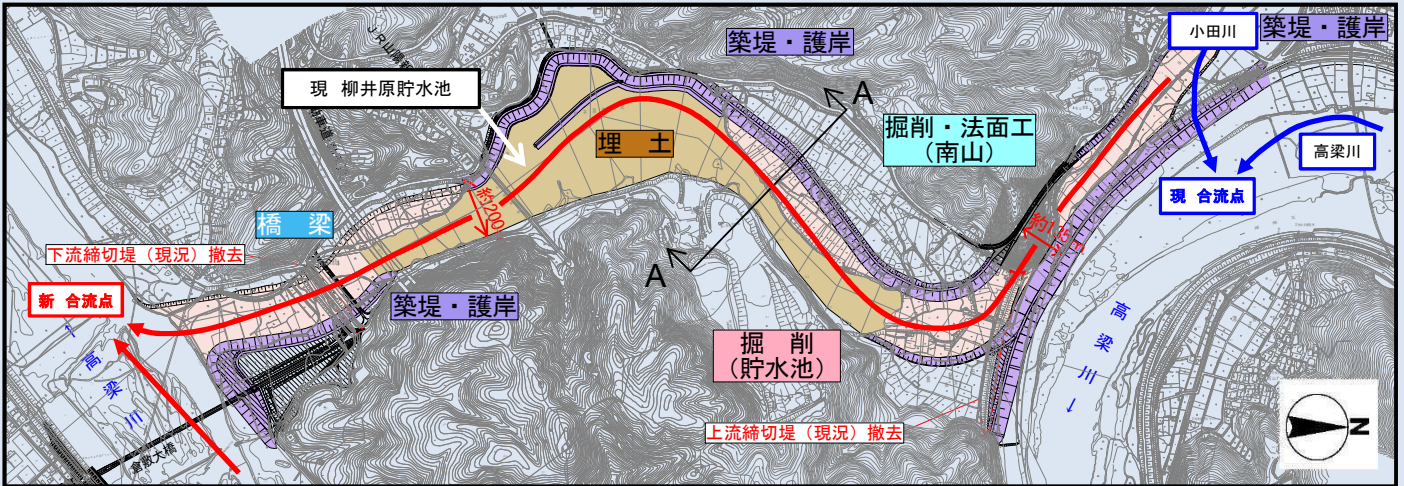 築堤・護岸
小田川
築堤・護岸
現 柳井原貯水池
A
掘削・法面工
(南山)
埋 土
高梁川
現 合流点
橋 梁
約200
下流締切堤(現況)撤去
A
新 合流点
築堤・護岸
掘 削
(貯水池)
高梁川
↓
↑
高梁川
上流締切堤(現況)撤去
倉敷大橋
N